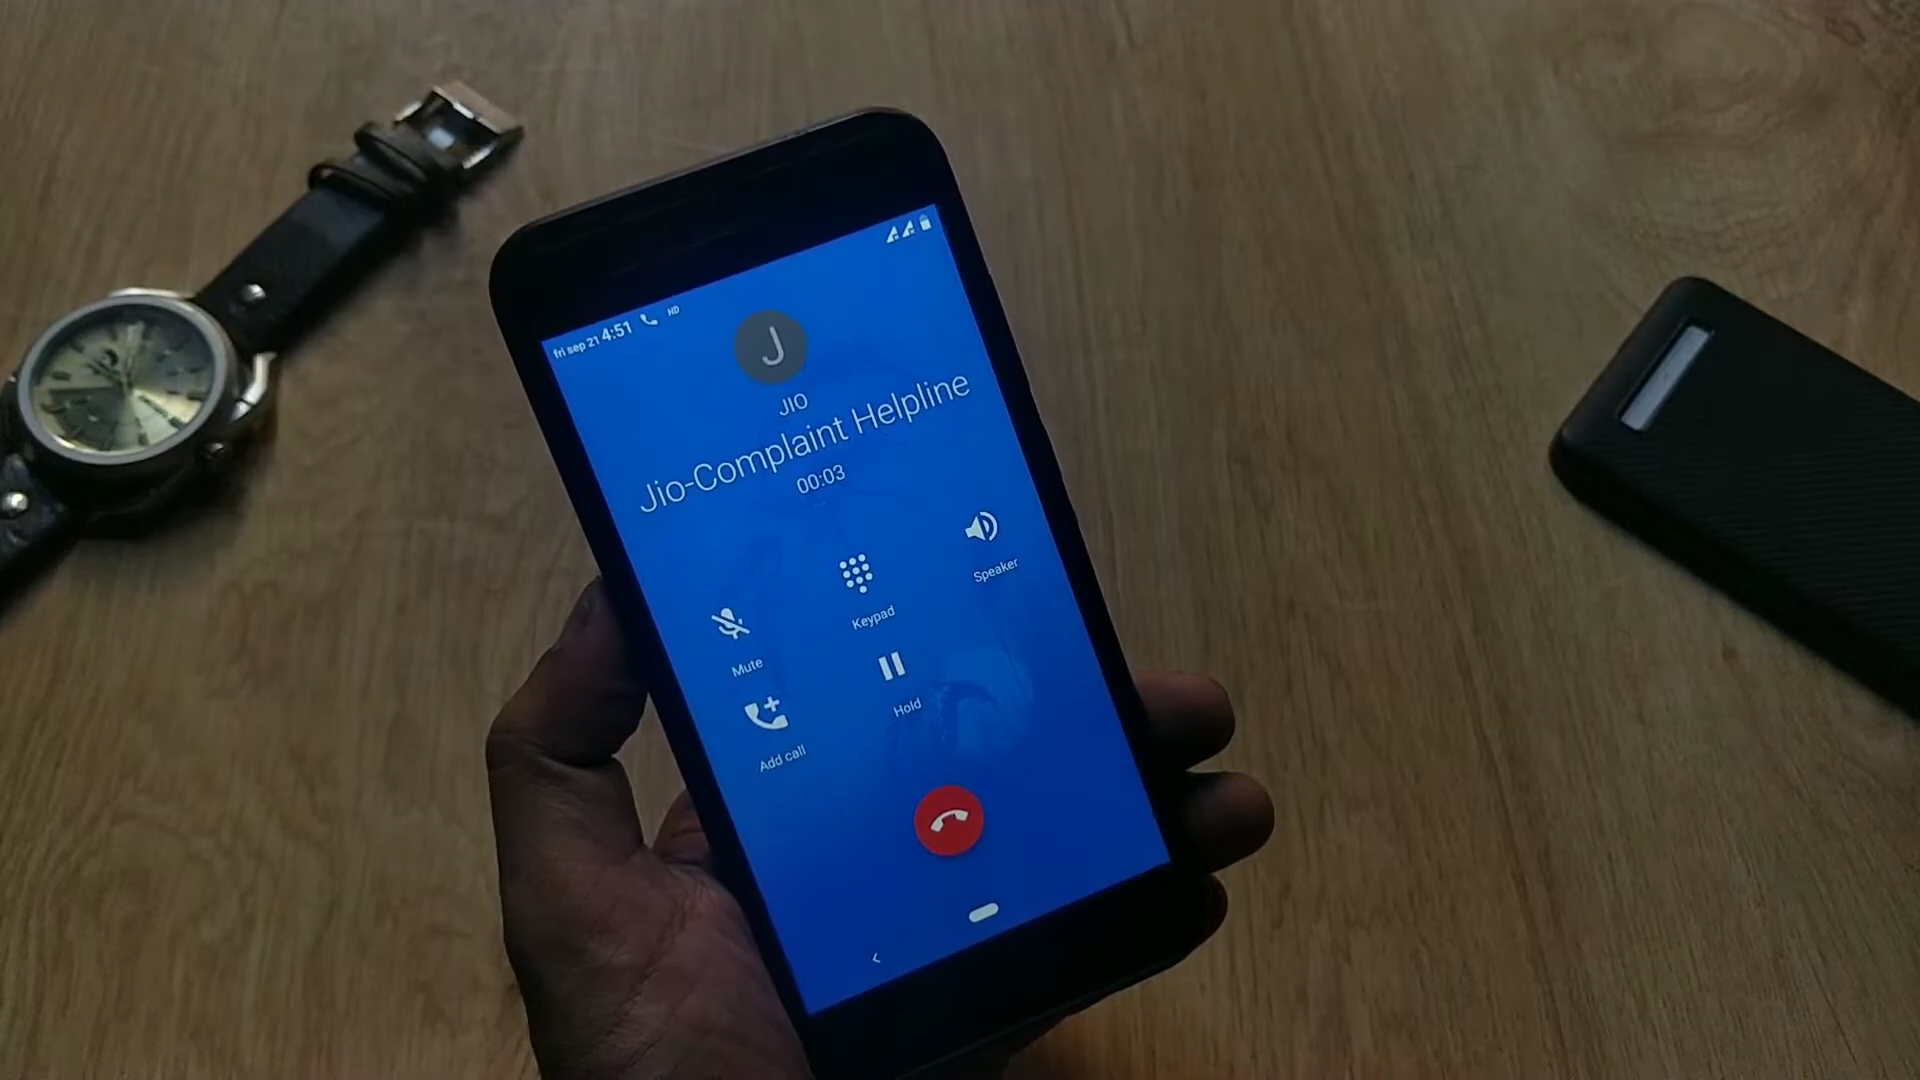 fri sep 21 4:51 HD
J
JIO
Jio-Complaint Helpline
00:03
Mute
Keypad
Speaker
Add call
Hold